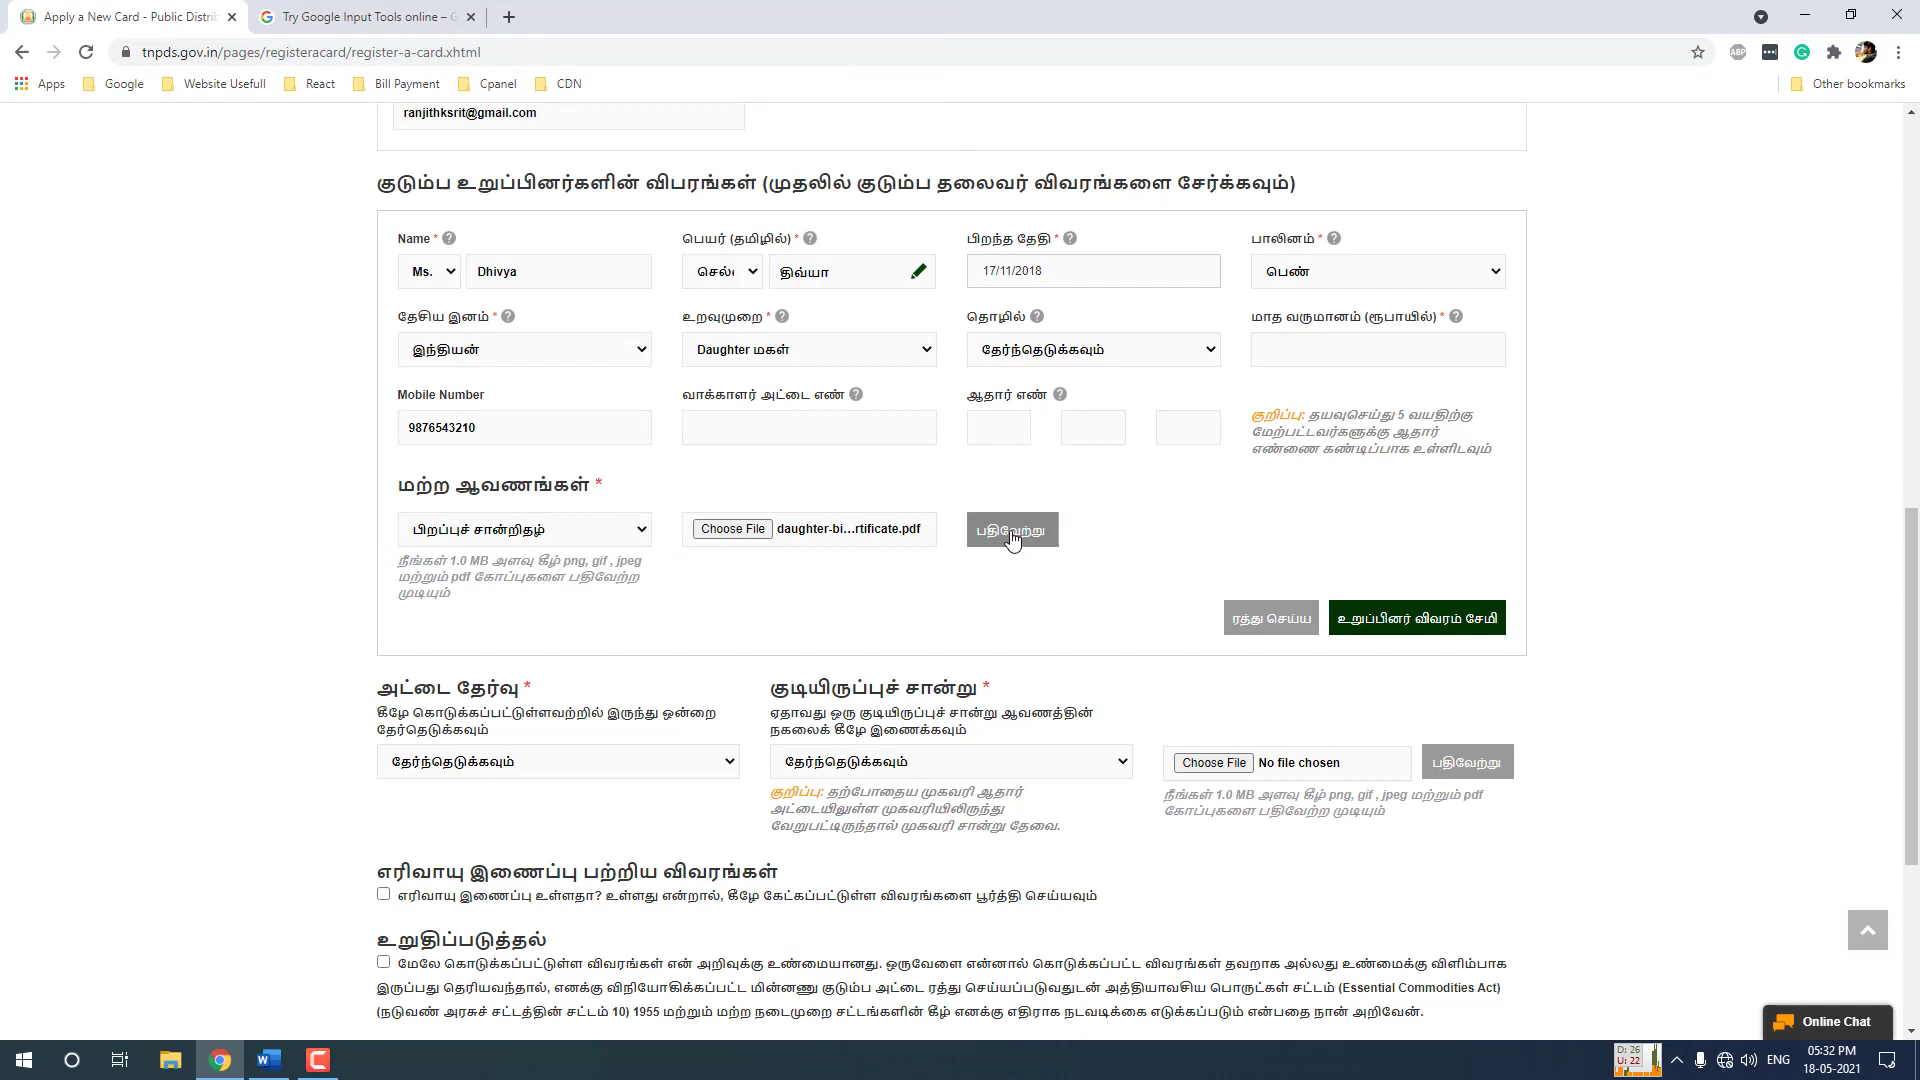 Apply a New Card - Public Distrib
Try Google Input Tools online – G
tnpds.gov.in/pages/registeracard/register-a-card.xhtml
Apps
Google
Website Usefull
React
Bill Payment
Cpanel
CDN
Other bookmarks
ranjithksrit@gmail.com
குடும்ப உறுப்பினர்களின் விபரங்கள் (முதலில் குடும்ப தலைவர் விவரங்களை சேர்க்கவும்)
Name *
பெயர் (தமிழில்) *
பிறந்த தேதி *
பாலினம் *
Ms.
Dhivya
திவ்யா
17/11/2018
பெண்
தேசிய இனம் *
உறவுமுறை *
தொழில்
மாத வருமானம் (ரூபாயில்) *
இந்தியன்
Daughter மகள்
தேர்ந்தெடுக்கவும்
Mobile Number
வாக்காளர் அட்டை எண்
ஆதார் எண்
9876543210
குறிப்பு: தயவுசெய்து 5 வயதிற்கு
மேற்பட்டவர்களுக்கு ஆதார்
எண்ணை கண்டிப்பாக உள்ளிடவும்
மற்ற ஆவணங்கள் *
பிறப்புச் சான்றிதழ்
Choose File daughter-bi...rtificate.pdf
பதிவேற்று
நீங்கள் 1.0 MB அளவு கீழ் png, gif , jpeg
மற்றும் pdf கோப்புகளை பதிவேற்ற
முடியும்
ரத்து செய்ய
உறுப்பினர் விவரம் சேமி
அட்டை தேர்வு *
குடியிருப்புச் சான்று *
கீழே கொடுக்கப்பட்டுள்ளவற்றில் இருந்து ஒன்றை
தேர்தெடுக்கவும்
ஏதாவது ஒரு குடியிருப்புச் சான்று ஆவணத்தின்
நகலைக் கீழே இணைக்கவும்
தேர்ந்தெடுக்கவும்
தேர்ந்தெடுக்கவும்
Choose File No file chosen
பதிவேற்று
குறிப்பு: தற்போதைய முகவரி ஆதார்
அட்டையிலுள்ள முகவரியிலிருந்து
வேறுபட்டிருந்தால் முகவரி சான்று தேவை.
நீங்கள் 1.0 MB அளவு கீழ் png, gif , jpeg மற்றும் pdf
கோப்புகளை பதிவேற்ற முடியும்
எரிவாயு இணைப்பு பற்றிய விவரங்கள்
எரிவாயு இணைப்பு உள்ளதா? உள்ளது என்றால், கீழே கேட்கப்பட்டுள்ள விவரங்களை பூர்த்தி செய்யவும்
உறுதிப்படுத்தல்
மேலே கொடுக்கப்பட்டுள்ள விவரங்கள் என் அறிவுக்கு உண்மையானது. ஒருவேளை என்னால் கொடுக்கப்பட்ட விவரங்கள் தவறாக அல்லது உண்மைக்கு விளிம்பாக
இருப்பது தெரியவந்தால், எனக்கு விநியோகிக்கப்பட்ட மின்னணு குடும்ப அட்டை ரத்து செய்யப்படுவதுடன் அத்தியாவசிய பொருட்கள் சட்டம் (Essential Commodities Act)
(நடுவண் அரசுச் சட்டத்தின் சட்டம் 10) 1955 மற்றும் மற்ற நடைமுறை சட்டங்களின் கீழ் எனக்கு எதிராக நடவடிக்கை எடுக்கப்படும் என்பதை நான் அறிவேன்.
Online Chat
D: 26
U: 22
ENG
05:32 PM
18-05-2021